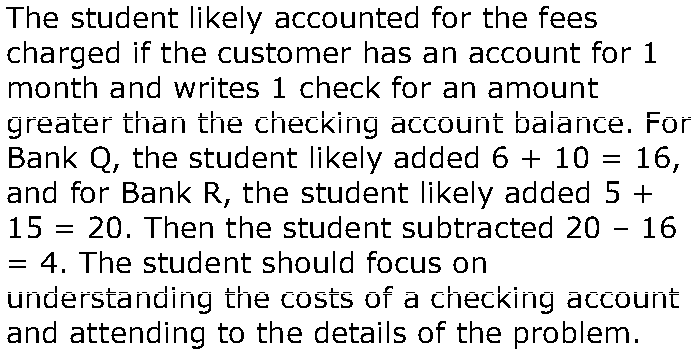 The student likely accounted for the fees
charged if the customer has an account for 1
month and writes 1 check for an amount
greater than the checking account balance. For
Bank Q, the student likely added 6 + 10 = 16,
and for Bank R, the student likely added 5 +
15 = 20. Then the student subtracted 20 – 16
= 4. The student should focus on
understanding the costs of a checking account
and attending to the details of the problem.